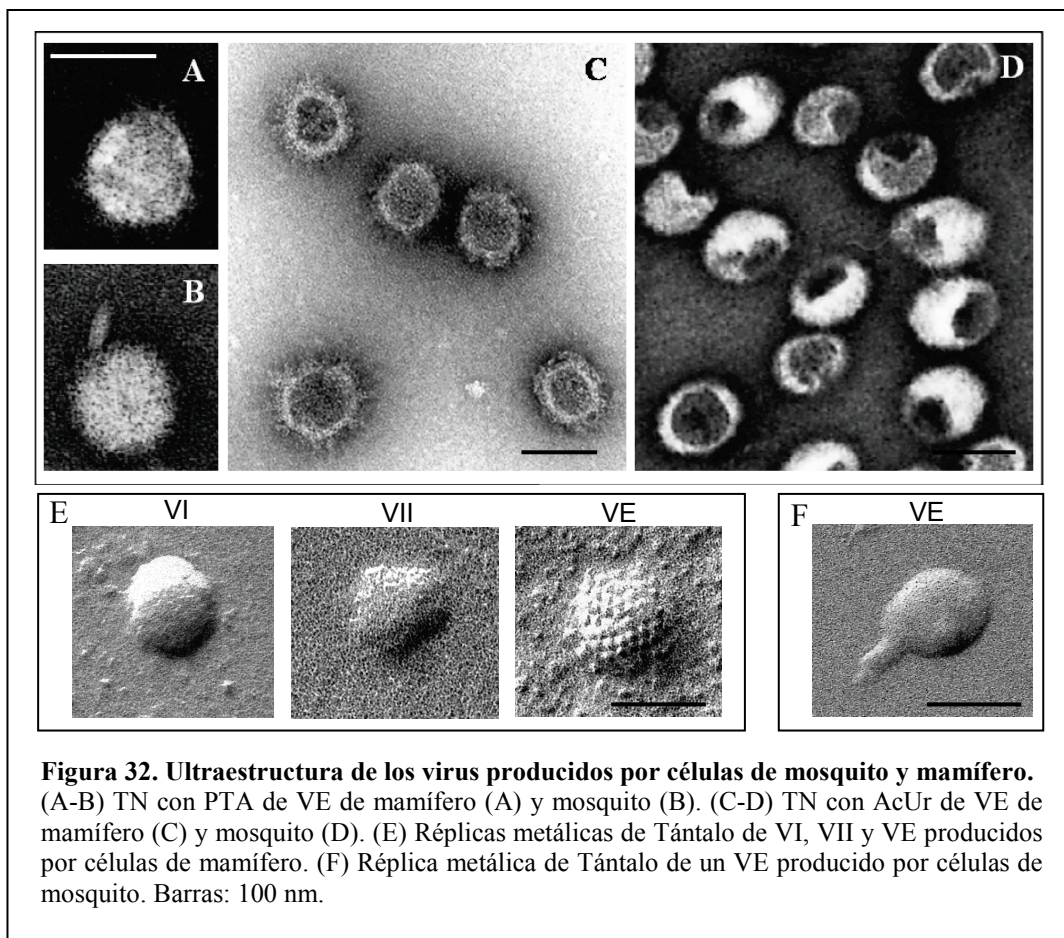 A
B
C
D
E
VI
VII
VE
F
VE
Figura 32. Ultraestructura de los virus producidos por células de mosquito y mamífero.
(A-B) TN con PTA de VE de mamífero (A) y mosquito (B). (C-D) TN con AcUr de VE de
mamífero (C) y mosquito (D). (E) Réplicas metálicas de Tántalo de VI, VII y VE producidos
por células de mamífero. (F) Réplica metálica de Tántalo de un VE producido por células de
mosquito. Barras: 100 nm.